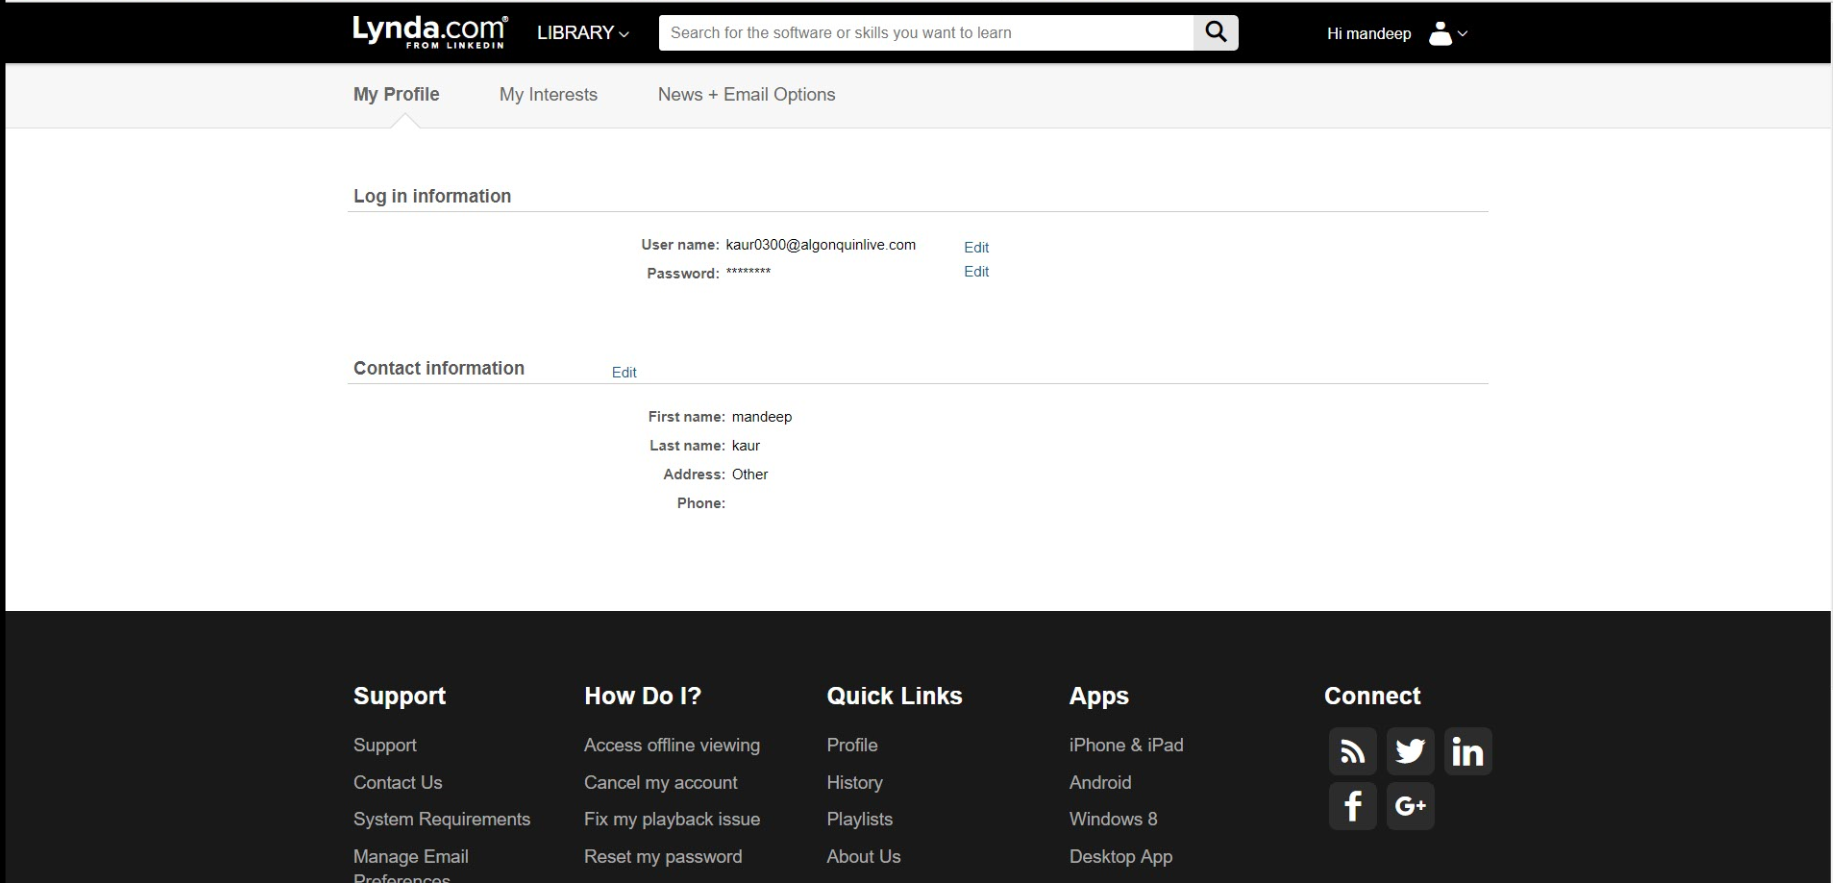 Lynda.com® LIBRARY Search for the software or skills you want to learn Hi mandeep
FROM LINKEDIN
My Profile My Interests News + Email Options
Log in information
User name: kaur0300@algonquinlive.com Edit
Password: ******** Edit
Contact information Edit
First name: mandeep
Last name: kaur
Address: Other
Phone:
Support How Do I? Quick Links Apps Connect
Support Access offline viewing Profile iPhone & iPad
Contact Us Cancel my account History Android
System Requirements Fix my playback issue Playlists Windows 8
Manage Email Reset my password About Us Desktop App
Preferences